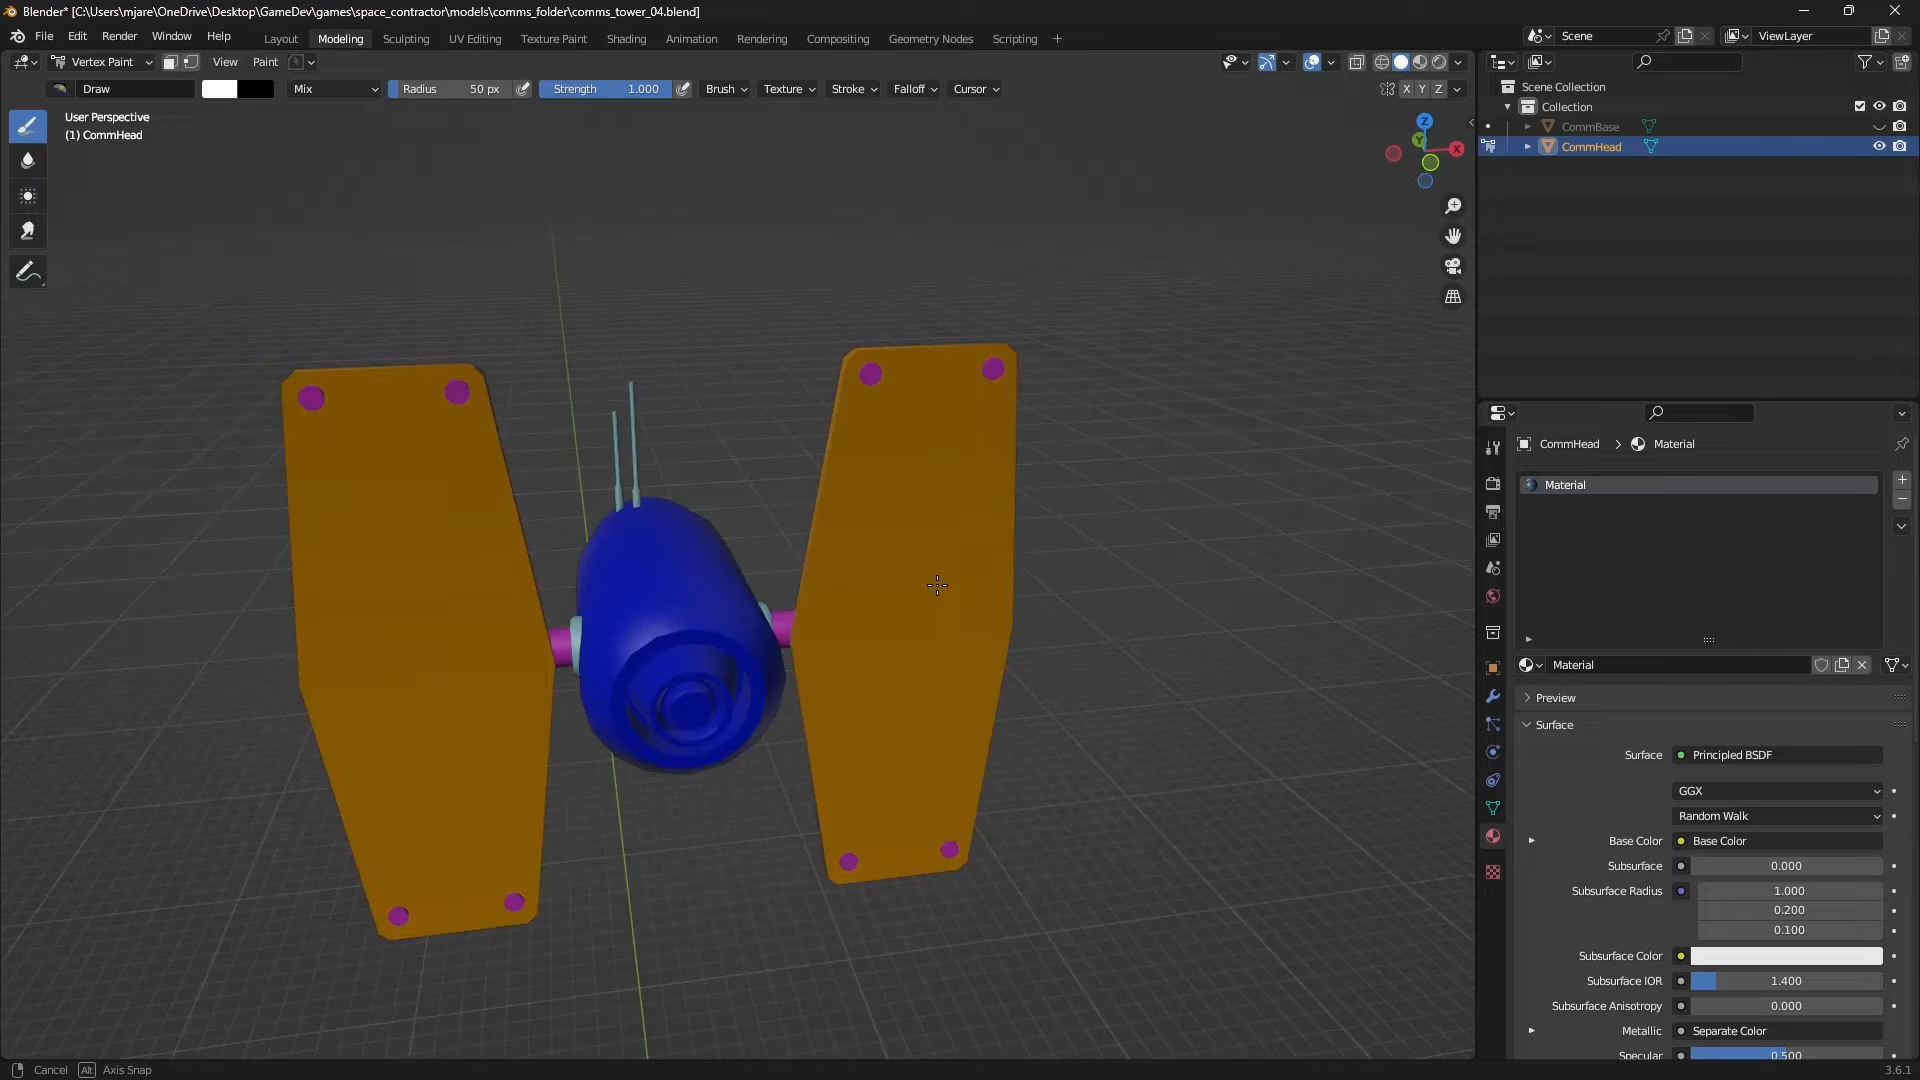 Blender* [C:\Users\mjare\OneDrive\Desktop\GameDev\games\space_contractor\models\comms_folder\comms_tower_04.blend]
File Edit Render Window Help Layout Modeling Sculpting UV Editing Texture Paint Shading Animation Rendering Compositing Geometry Nodes Scripting + Scene ViewLayer
Vertex Paint View Paint
Draw Mix Radius 50 px Strength 1.000 Brush Texture Stroke Falloff Cursor X Y Z
User Perspective
(1) CommHead
Z
Y
X
Scene Collection
Collection
CommBase
CommHead
CommHead > Material
Material
Material
Preview
Surface
Surface Principled BSDF
GGX
Random Walk
Base Color Base Color
Subsurface 0.000
Subsurface Radius 1.000
0.200
0.100
Subsurface Color
Subsurface IOR 1.400
Subsurface Anisotropy 0.000
Metallic Separate Color
Specular 0.500
Cancel Alt Axis Snap 3.6.1